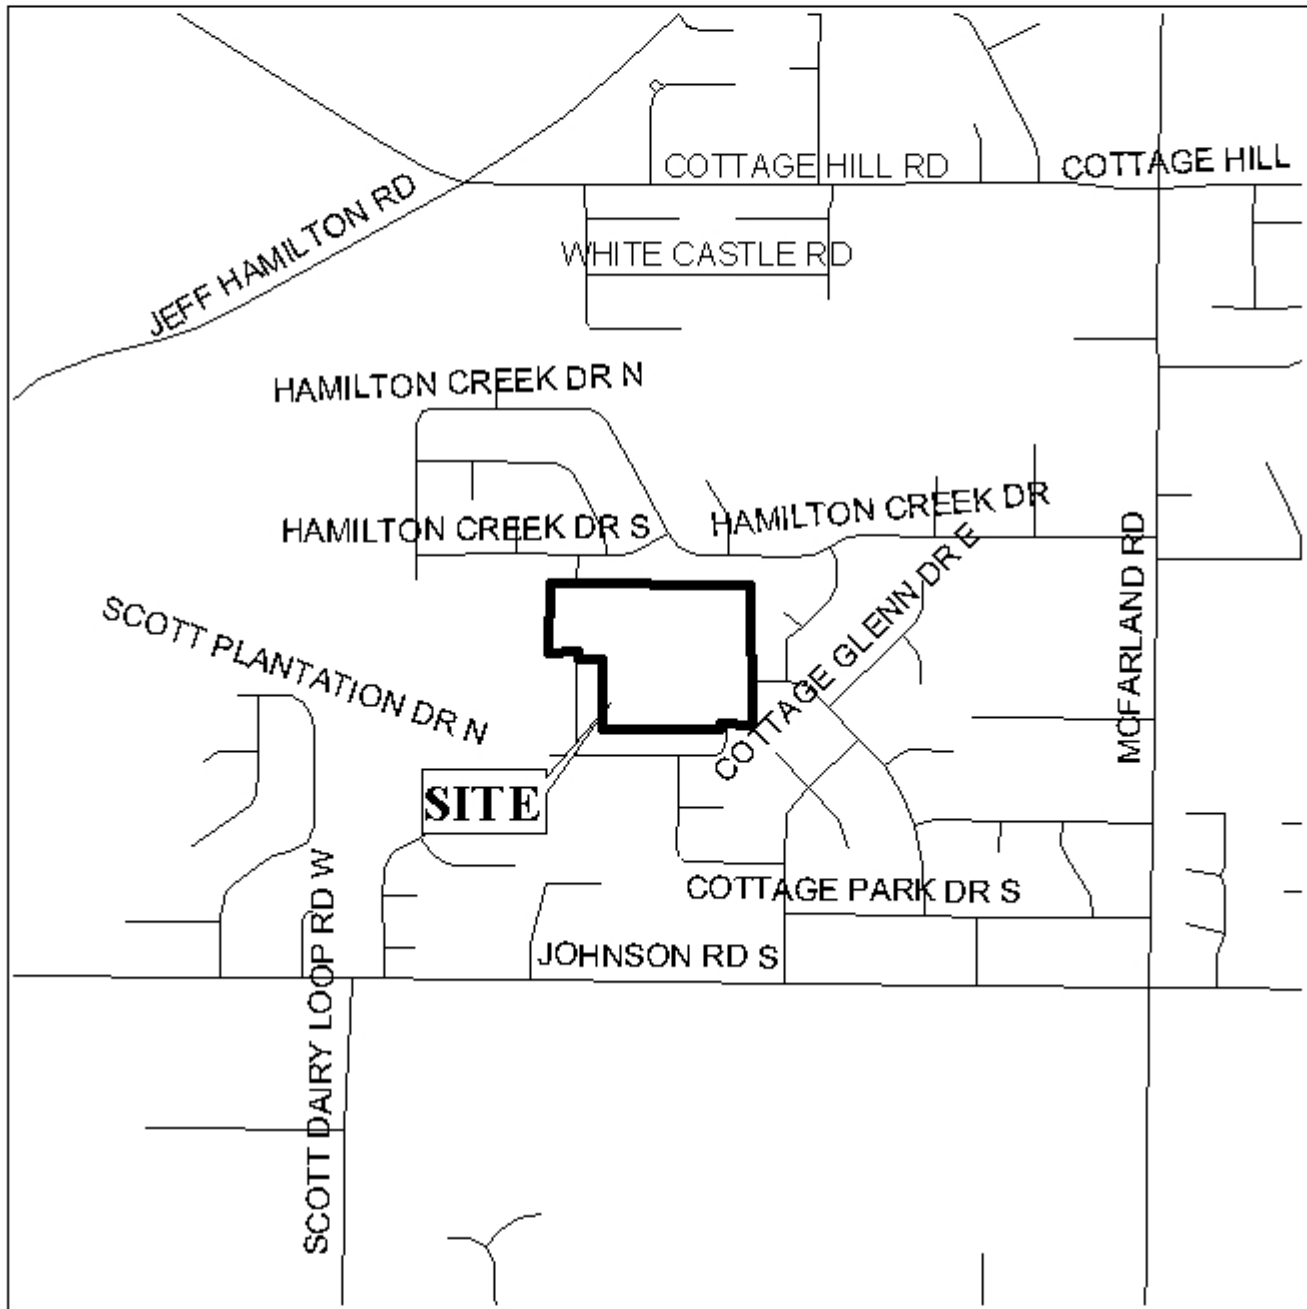 COTTAGE HILL RD
COTTAGE HILL
WHITE CASTLE RD
JEFF HAMILTON RD
HAMILTON CREEK DR N
HAMILTON CREEK DR S
HAMILTON CREEK DR
COTTAGE GLENN DR E
MCFARLAND RD
SCOTT PLANTATION DR N
SITE
COTTAGE PARK DR S
JOHNSON RD S
SCOTT DAIRY LOOP RD W